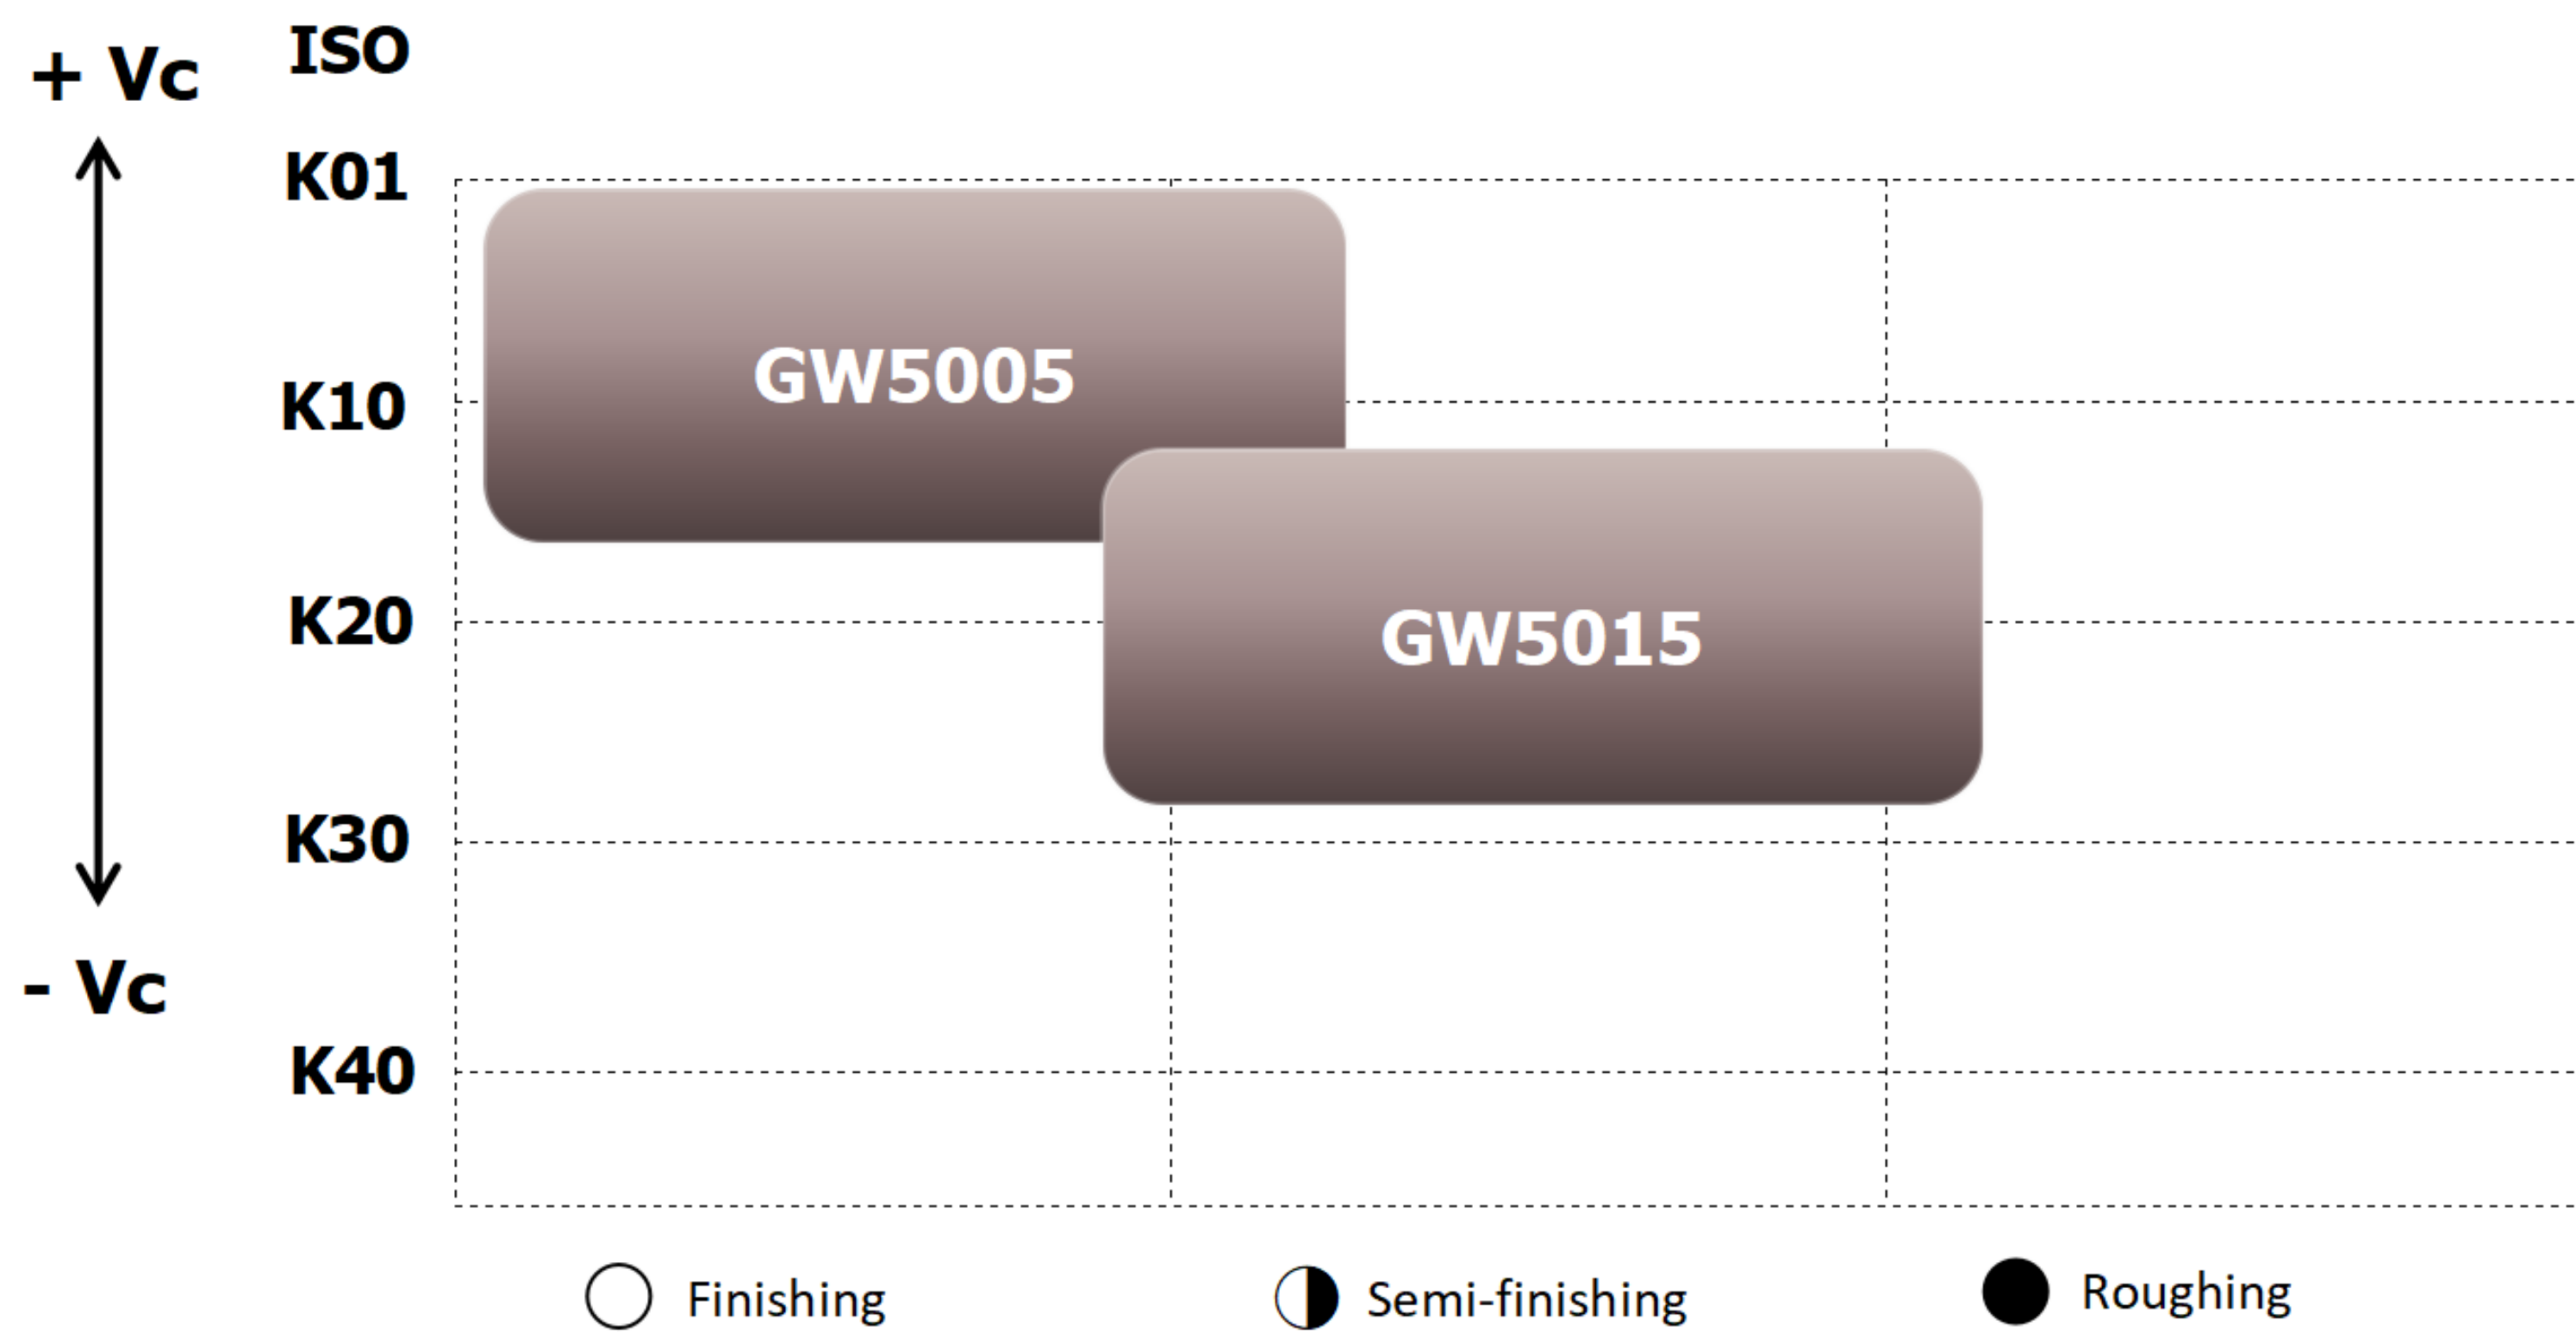 ISO
+ Vc
K01
GW5005
K10
K20
GW5015
K30
- Vc
K40
Finishing
Semi-finishing
Roughing